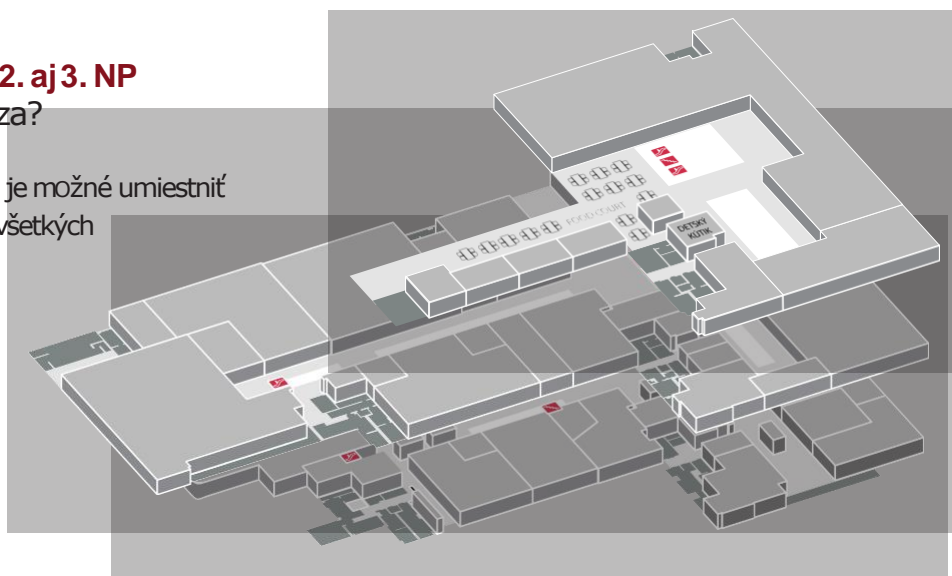 2. aj 3. NP
za?
je možné umiestniť
všetkých
FOOD COURT
DETSKÝ
KÚTIK